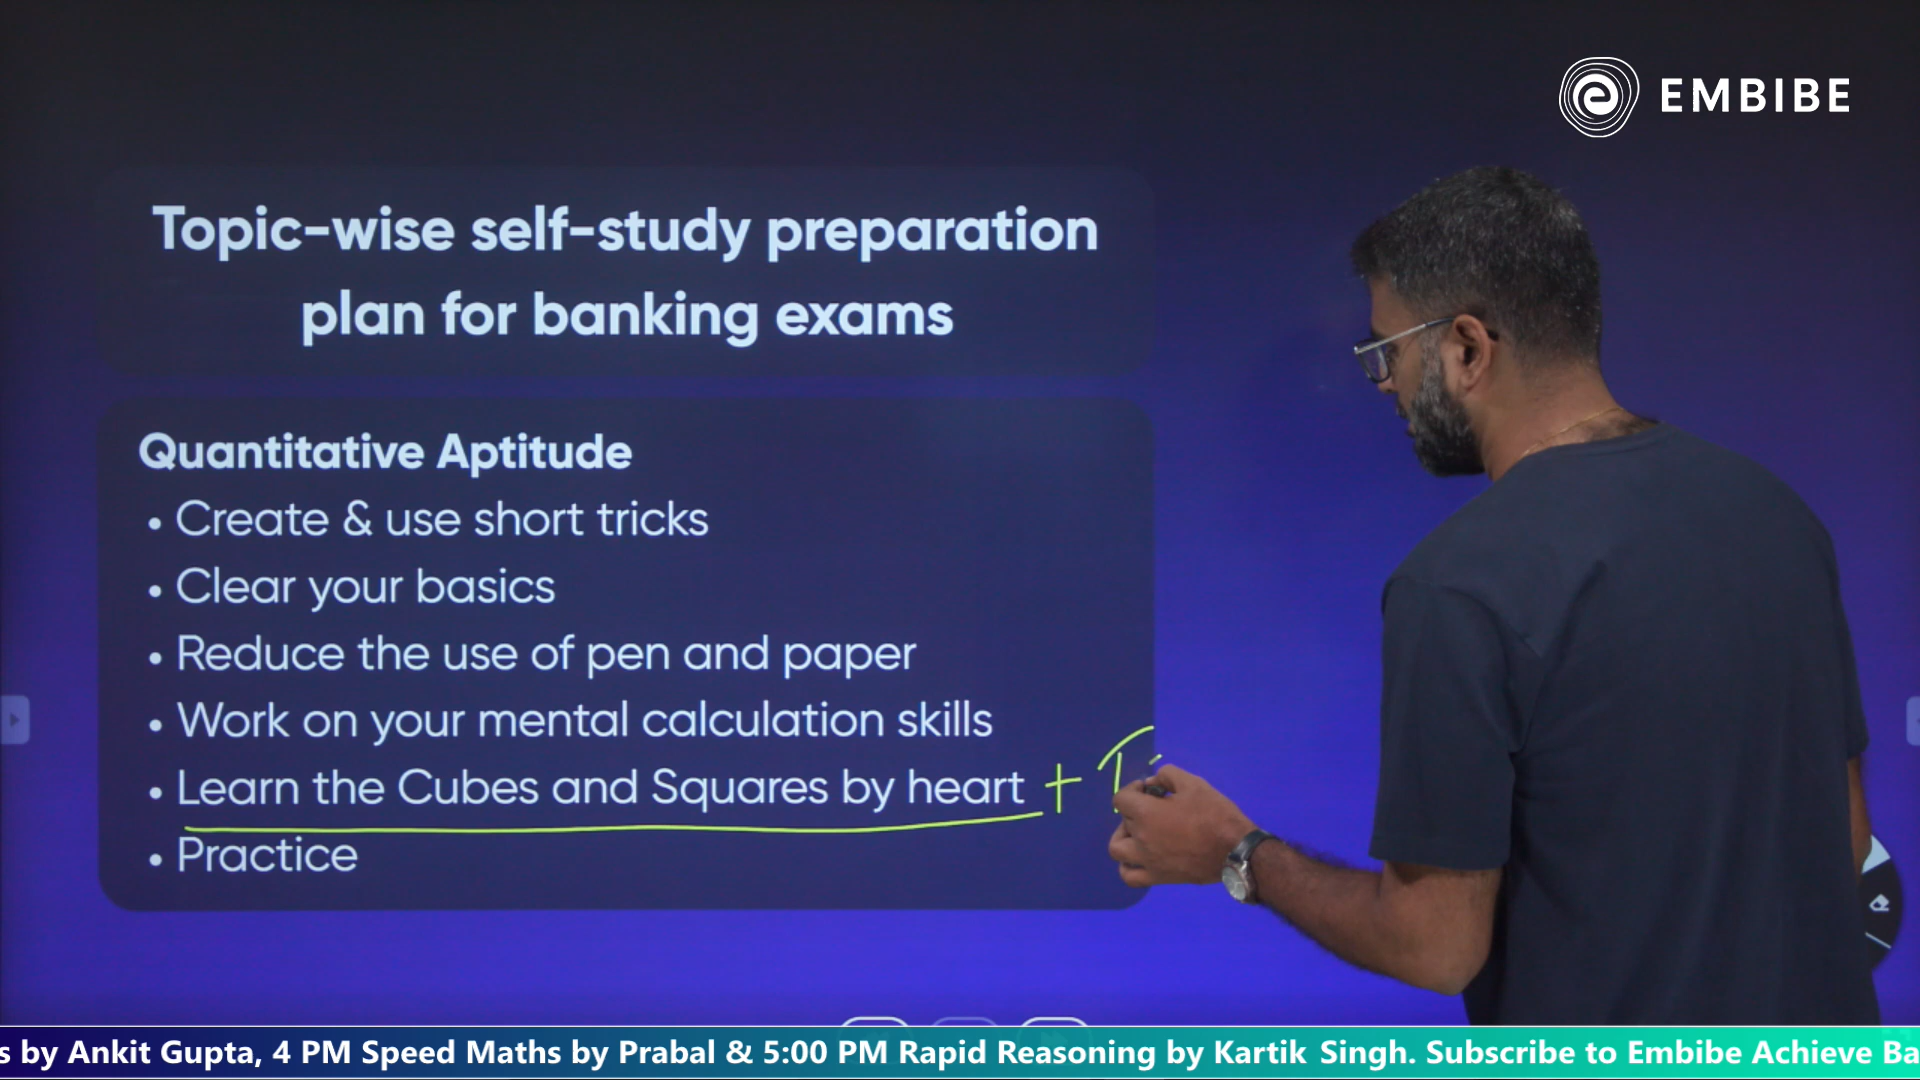 EMBIBE
Topic-wise self-study preparation
plan for banking exams
Quantitative Aptitude
• Create & use short tricks
• Clear your basics
• Reduce the use of pen and paper
• Work on your mental calculation skills
• Learn the Cubes and Squares by heart +
• Practice
s by Ankit Gupta, 4 PM Speed Maths by Prabal & 5:00 PM Rapid Reasoning by Kartik Singh. Subscribe to Embibe Achieve Ba